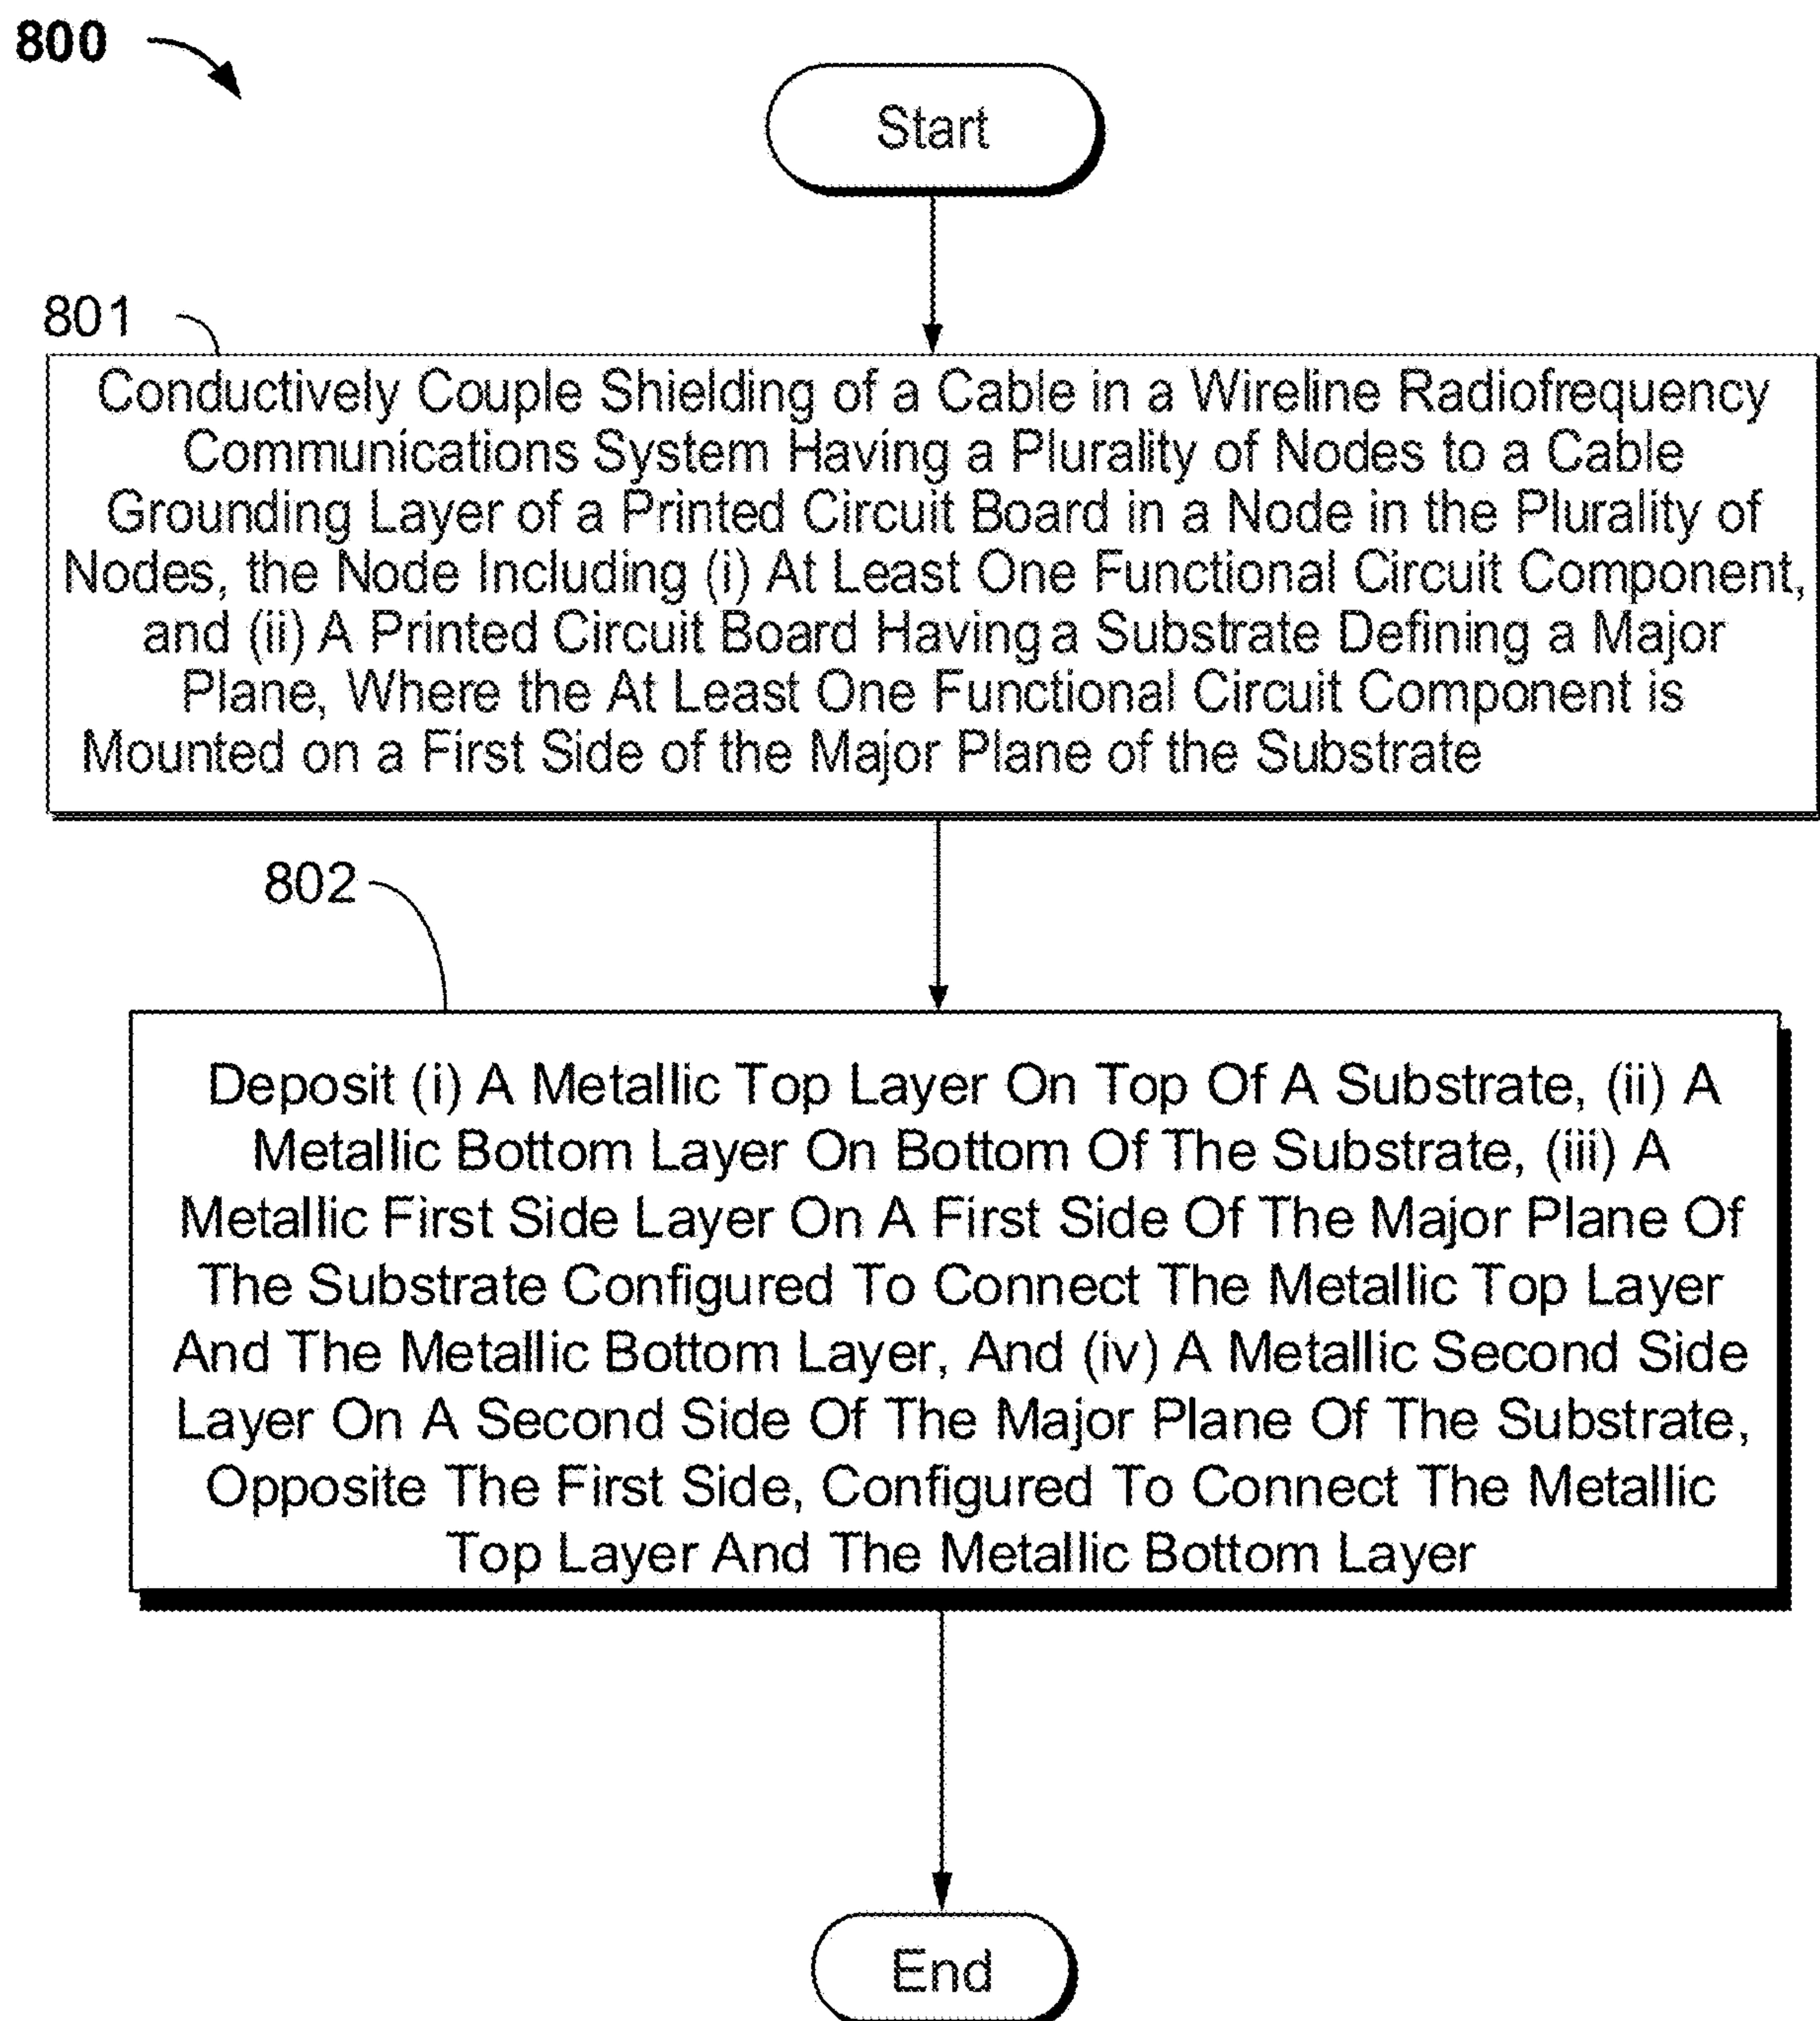 800
Start
801
Conductively Couple Shielding of a Cable in a Wireline Radiofrequency
Communications System Having a Plurality of Nodes to a Cable
Grounding Layer of a Printed Circuit Board in a Node in the Plurality of
Nodes, the Node Including (i) At Least One Functional Circuit Component,
and (ii) A Printed Circuit Board Having a Substrate Defining a Major
Plane, Where the At Least One Functional Circuit Component is
Mounted on a First Side of the Major Plane of the Substrate
802
Deposit (i) A Metallic Top Layer On Top Of A Substrate, (ii) A
Metallic Bottom Layer On Bottom Of The Substrate, (iii) A
Metallic First Side Layer On A First Side Of The Major Plane Of
The Substrate Configured To Connect The Metallic Top Layer
And The Metallic Bottom Layer, And (iv) A Metallic Second Side
Layer On A Second Side Of The Major Plane Of The Substrate,
Opposite The First Side, Configured To Connect The Metallic
Top Layer And The Metallic Bottom Layer
End